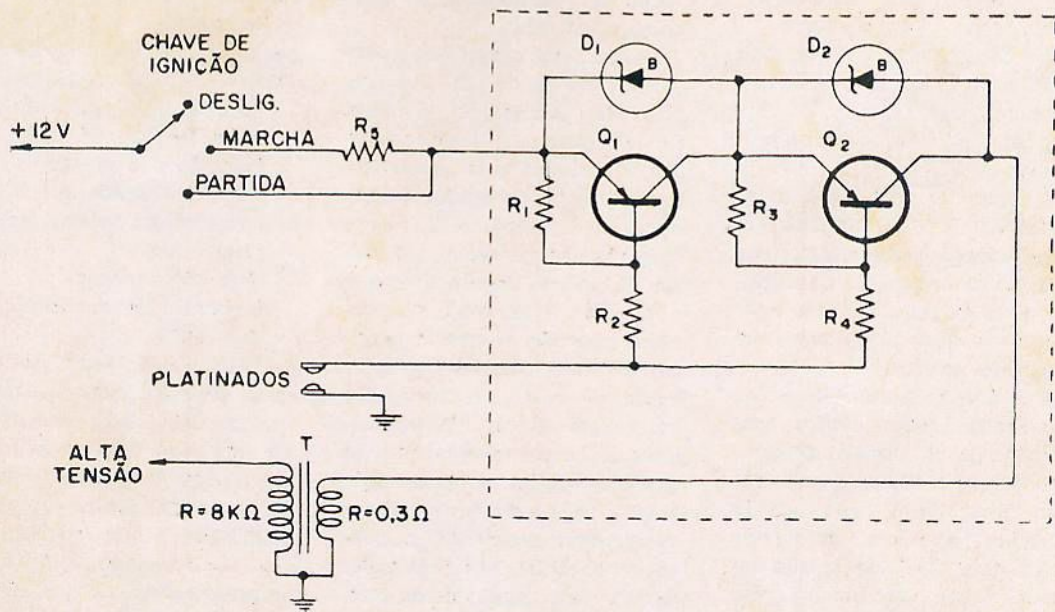 CHAVE DE
IGNIÇÃO
DESLIG.
+12V
MARCHA
R5
PARTIDA
D1
B
D2
B
Q1
Q2
R1
R3
R2
R4
PLATINADOS
T
ALTA
TENSÃO
R=8KΩ
R=0,3Ω